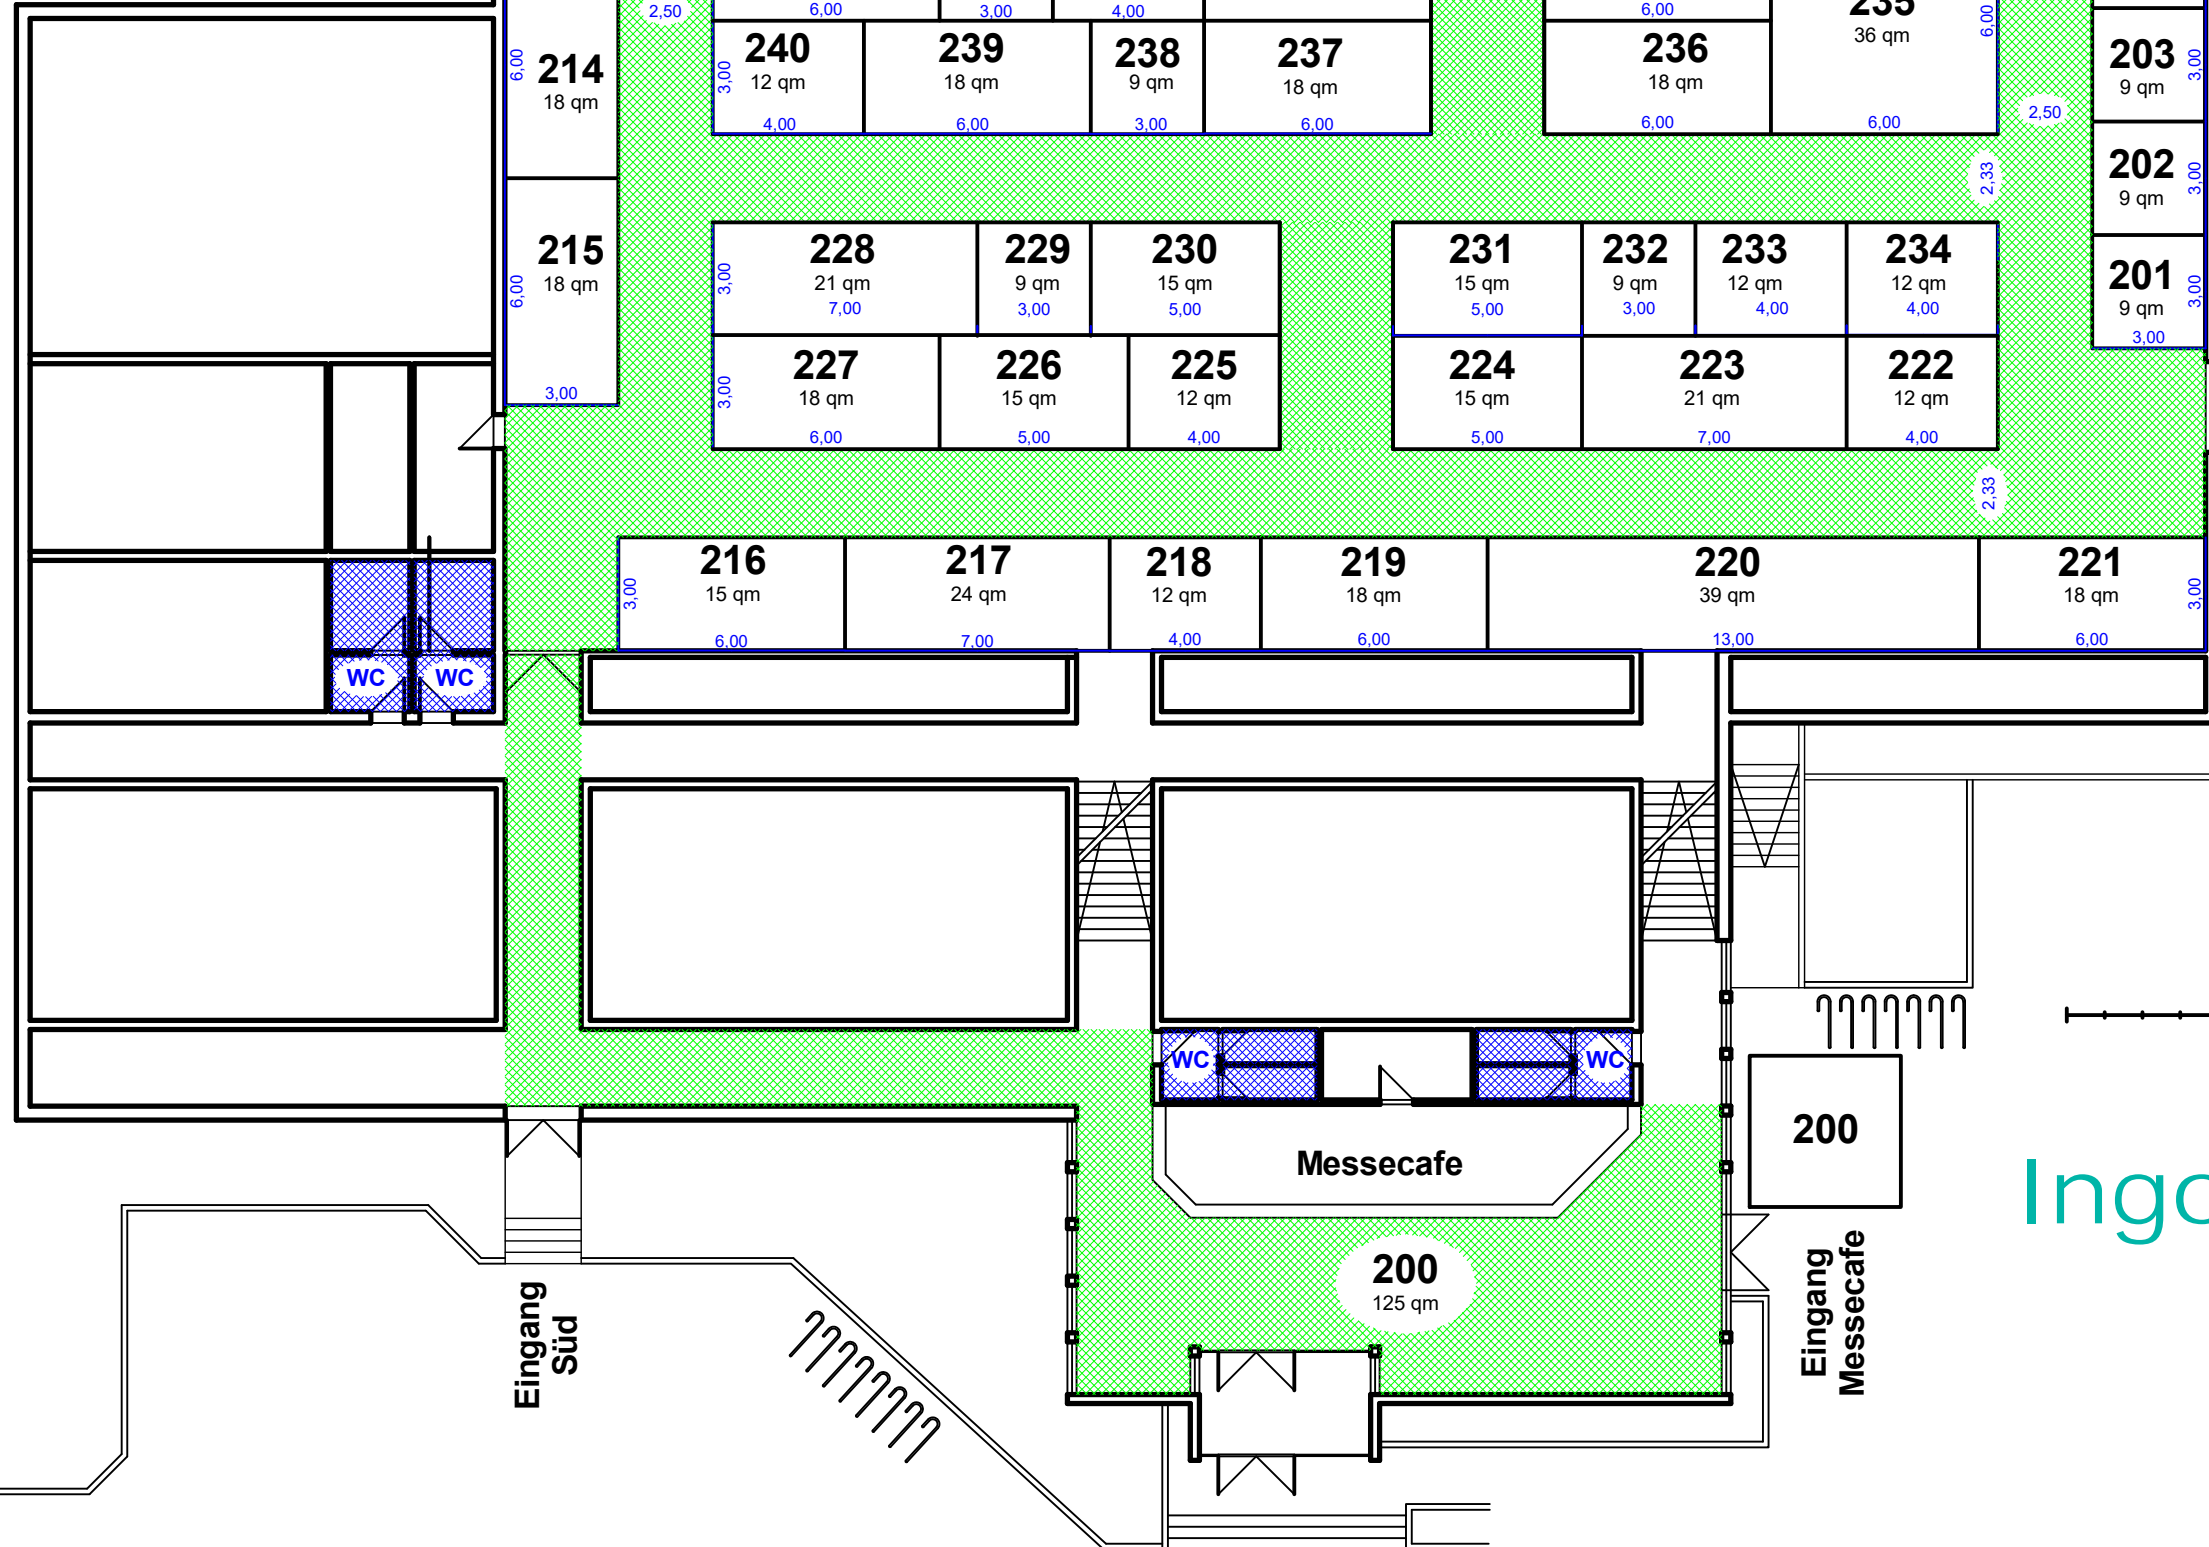 2,50
6,00
3,00
4,00
6,00
235
36 qm
6,00
6,00
214
18 qm
3,00
240
12 qm
4,00
239
18 qm
6,00
238
9 qm
3,00
237
18 qm
6,00
236
18 qm
6,00
6,00
2,50
203
9 qm
3,00
2,33
202
9 qm
3,00
6,00
215
18 qm
3,00
3,00
228
21 qm
7,00
229
9 qm
3,00
230
15 qm
5,00
231
15 qm
5,00
232
9 qm
3,00
233
12 qm
4,00
234
12 qm
4,00
201
9 qm
3,00
3,00
3,00
227
18 qm
6,00
226
15 qm
5,00
225
12 qm
4,00
224
15 qm
5,00
223
21 qm
7,00
222
12 qm
4,00
2,33
3,00
216
15 qm
6,00
217
24 qm
7,00
218
12 qm
4,00
219
18 qm
6,00
220
39 qm
13,00
221
18 qm
6,00
3,00
WC
WC
WC
WC
Messecafe
200
Ingo
200
125 qm
Eingang
Süd
Eingang
Messecafe